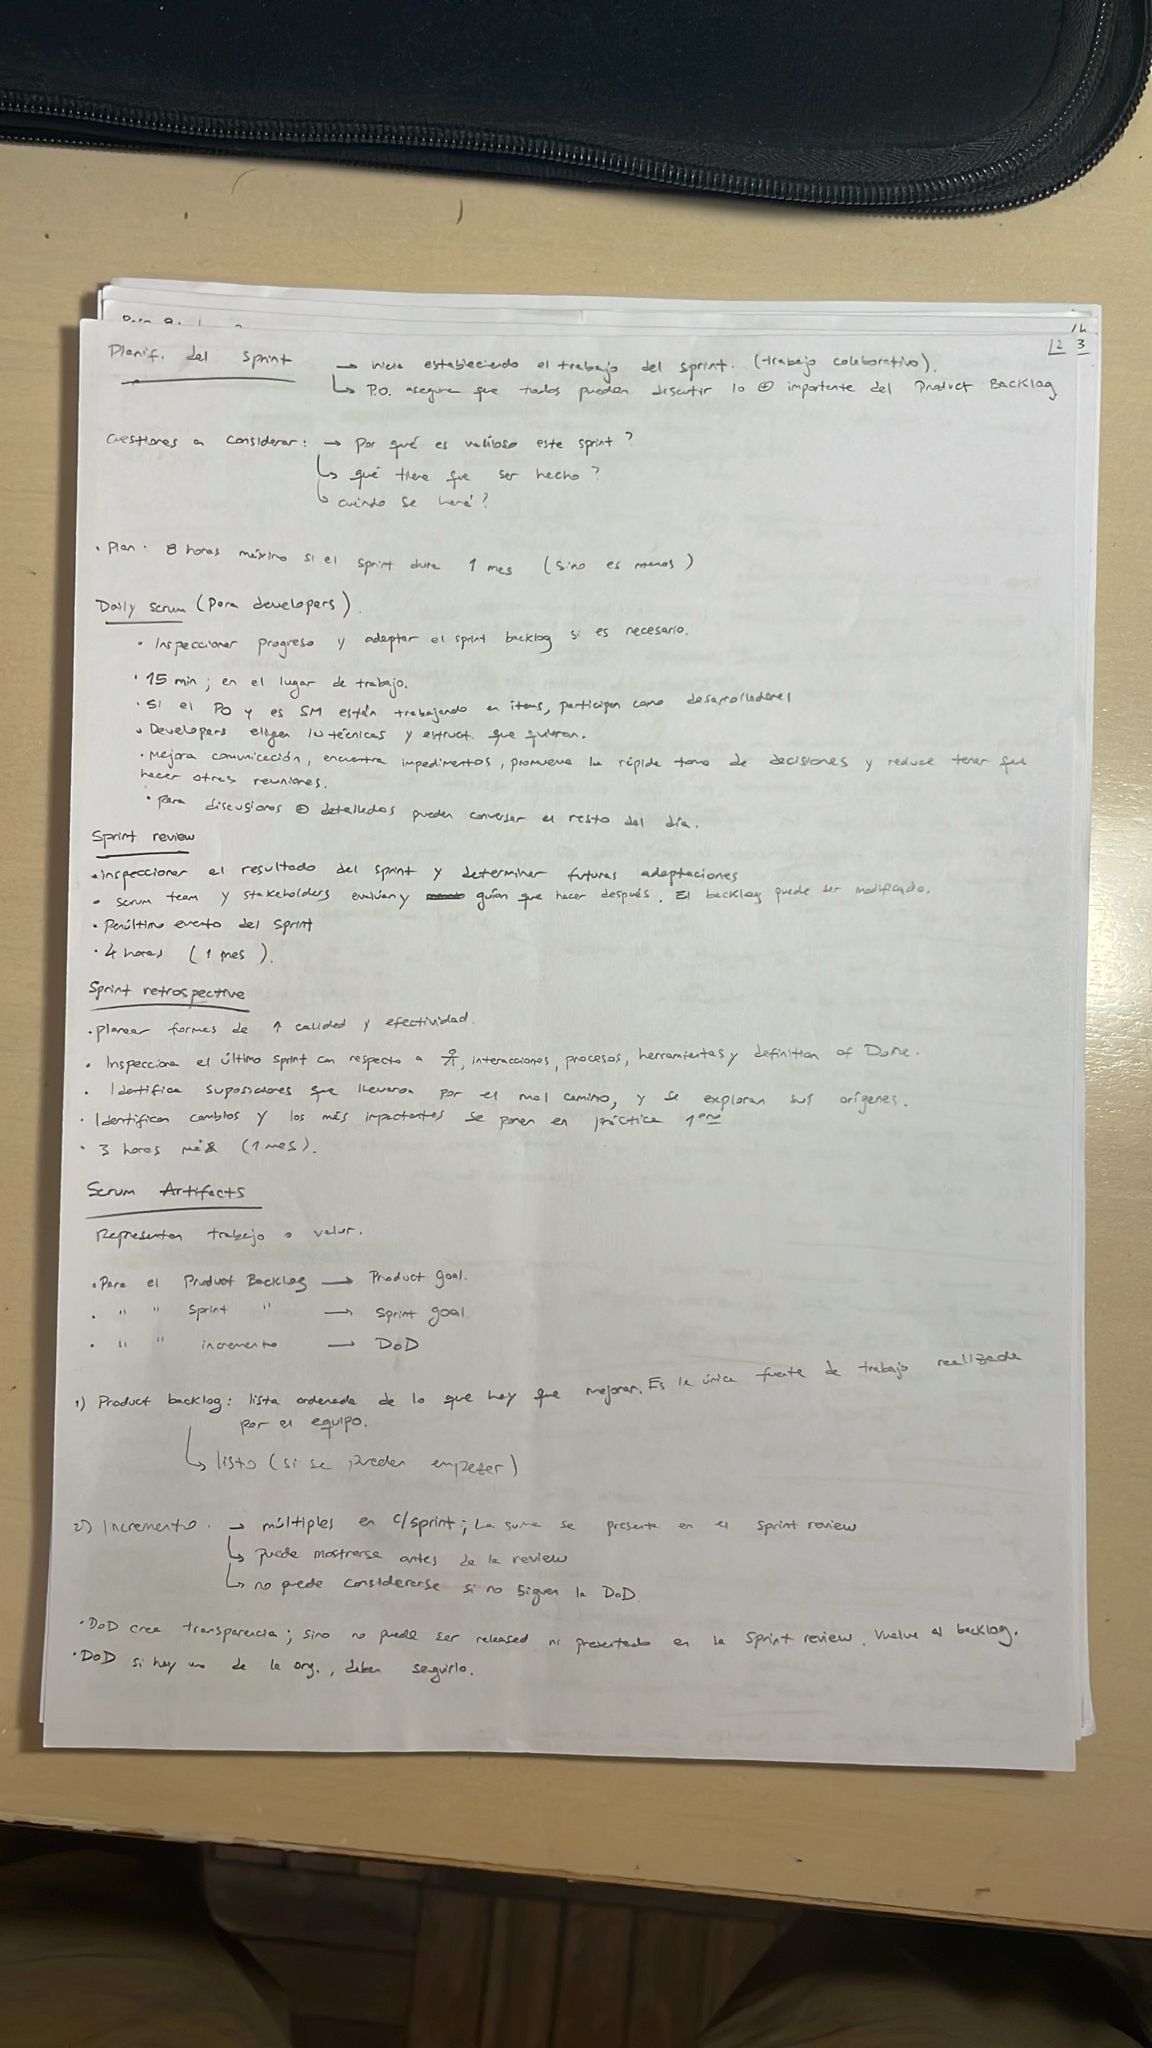 Planif. del sprint → inicia estableciendo el trabajo del sprint. (trabajo colaborativo).
↳ P.O. asegura que todos puedan discutir lo ⊕ importante del Product Backlog
Cuestiones a considerar: → por qué es valioso este sprint?
↳ qué tiene que ser hecho?
↳ cuándo se hará?
• Plan. 8 horas máximo si el sprint dura 1 mes (sino es menos)
Daily scrum (para developers).
• Inspeccionar progreso y adaptar el sprint backlog si es necesario.
• 15 min; en el lugar de trabajo.
• Si el PO y es SM están trabajando en items, participan como desarrolladores
• Developers eligen las técnicas y estruct. que quieran.
• Mejora comunicación, encuentra impedimentos, promueve la rápida toma de decisiones y reduce tener que
hacer otras reuniones.
• para discusiones ⊕ detallados pueden conversar el resto del día.
Sprint review
• Inspeccionar el resultado del sprint y determinar futuras adaptaciones
• scrum team y stakeholders evalúan y guían que hacer después. El backlog puede ser modificado.
• Penúltimo evento del sprint
• 4 horas (1 mes).
Sprint retrospective
• planear formas de ↑ calidad y efectividad.
• Inspecciona el último sprint con respecto a , interacciones, procesos, herramientas y definition of Done.
• Identifica suposiciones que llevaron por el mal camino, y se exploran sus orígenes.
• Identifican cambios y los más impactantes se ponen en práctica 1ero
• 3 horas máx (1 mes).
Scrum Artifacts
Representan trabajo o valor.
• Para el Product Backlog → Product goal.
• " " Sprint " → sprint goal
• " " incremento → DoD
1) Product backlog: lista ordenada de lo que hay que mejorar. Es la única fuente de trabajo realizada
por el equipo.
↳ listo (si se pueden empezar)
2) Incremento. → múltiples en c/sprint; La suma se presenta en el sprint review
↳ puede mostrarse antes de la review
↳ no puede considerarse si no siguen la DoD.
• DoD crea transparencia; sino no puede ser released ni presentado en la Sprint review. Vuelve al backlog.
• DoD si hay uno de la org., deben seguirlo.